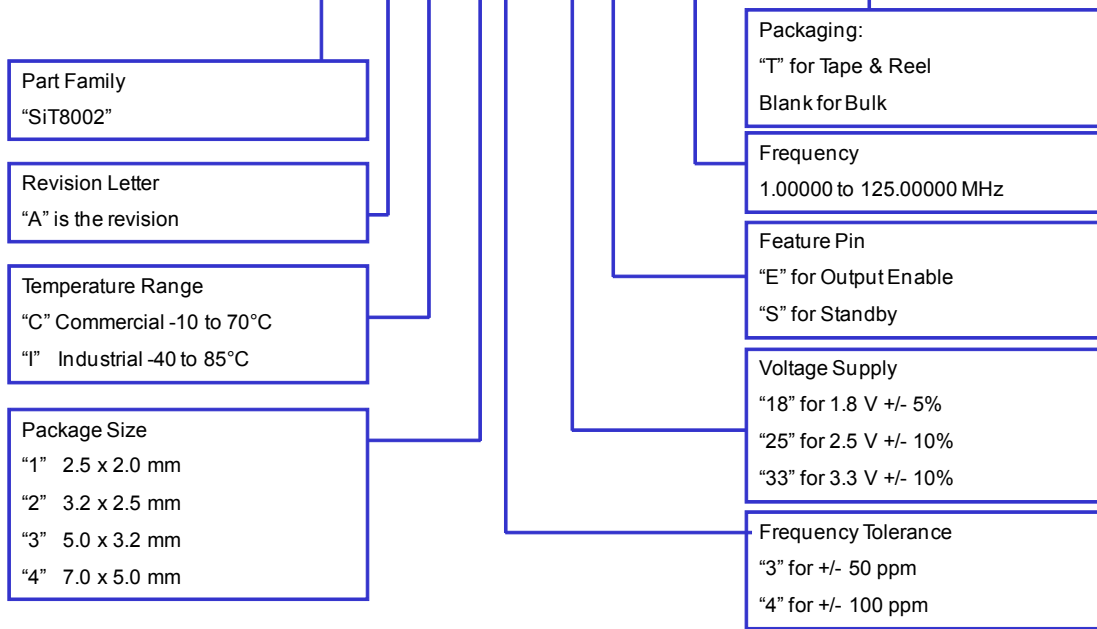 Part Family
“SiT8002”
Revision Letter
“A” is the revision
Temperature Range
“C” Commercial -10 to 70°C
“I” Industrial -40 to 85°C
Package Size
“1” 2.5 x 2.0 mm
“2” 3.2 x 2.5 mm
“3” 5.0 x 3.2 mm
“4” 7.0 x 5.0 mm
Packaging:
“T” for Tape & Reel
Blank for Bulk
Frequency
1.00000 to 125.00000 MHz
Feature Pin
“E” for Output Enable
“S” for Standby
Voltage Supply
“18” for 1.8 V +/- 5%
“25” for 2.5 V +/- 10%
“33” for 3.3 V +/- 10%
Frequency Tolerance
“3” for +/- 50 ppm
“4” for +/- 100 ppm